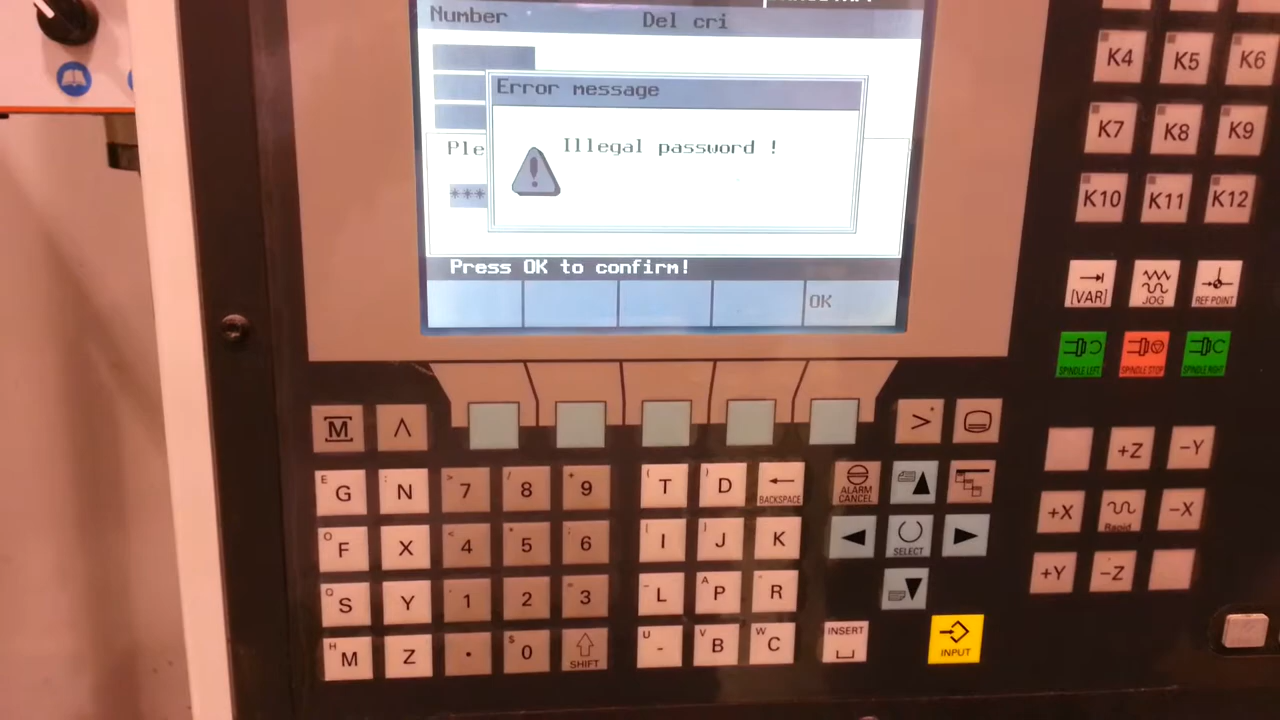 Number Del cri
Error message
Ple
Illegal password !
***
Press OK to confirm!
OK
K4 K5 K6
K7 K8 K9
K10 K11 K12
[VAR] JOG REF POINT
SPINDLE LEFT SPINDLE STOP SPINDLE RIGHT
M
E G : N > 7 / 8 + 9 ( T ) D BACKSPACE ALARM CANCEL
O F X < 4 * 5 ; 6 [ I ] J K SELECT
Q S Y 1 2 = 3 L A P " R
H M Z . $ 0 SHIFT U - V B W C INSERT INPUT
+Z -Y
+X Rapid -X
+Y -Z